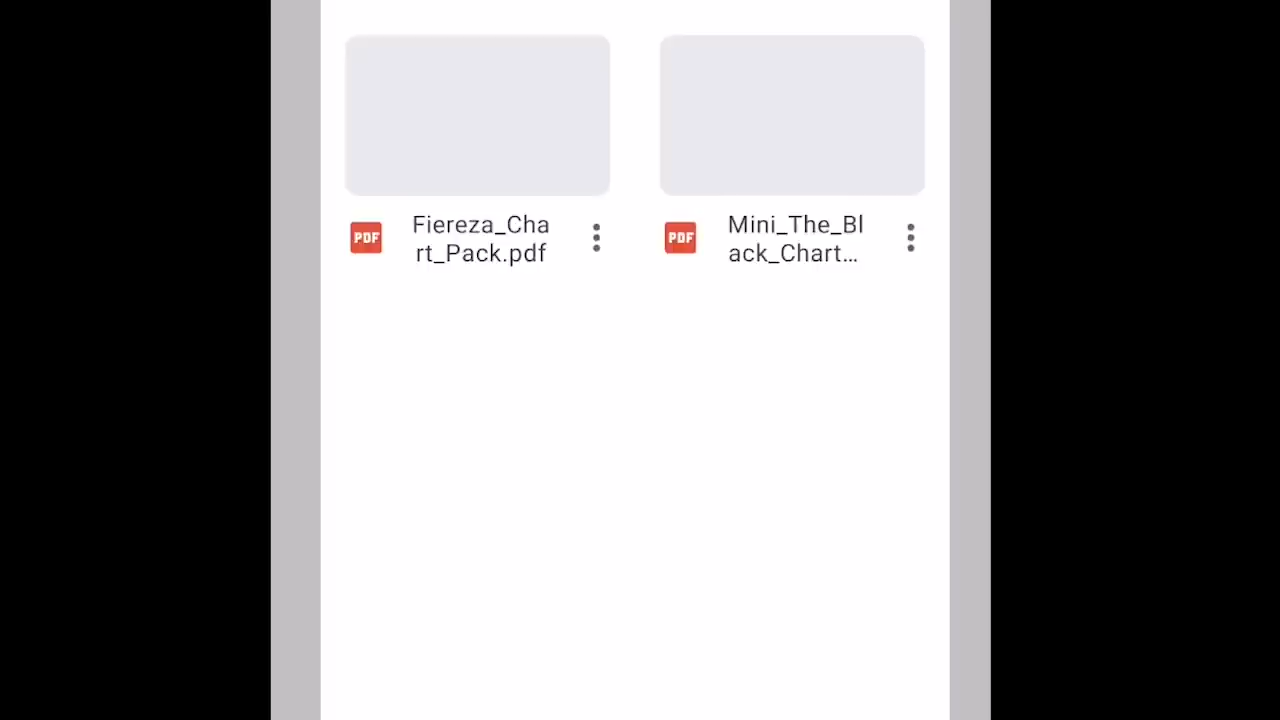 PDF
Fiereza_Cha
rt_Pack.pdf
PDF
Mini_The_Bl
ack_Chart...